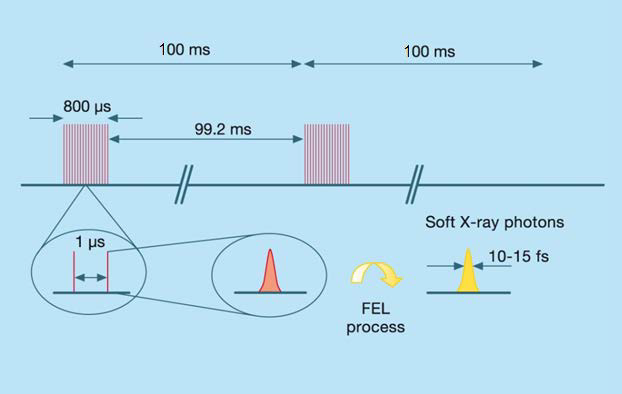 100 ms
100 ms
800 µs
99.2 ms
Soft X-ray photons
1 µs
10-15 fs
FEL
process